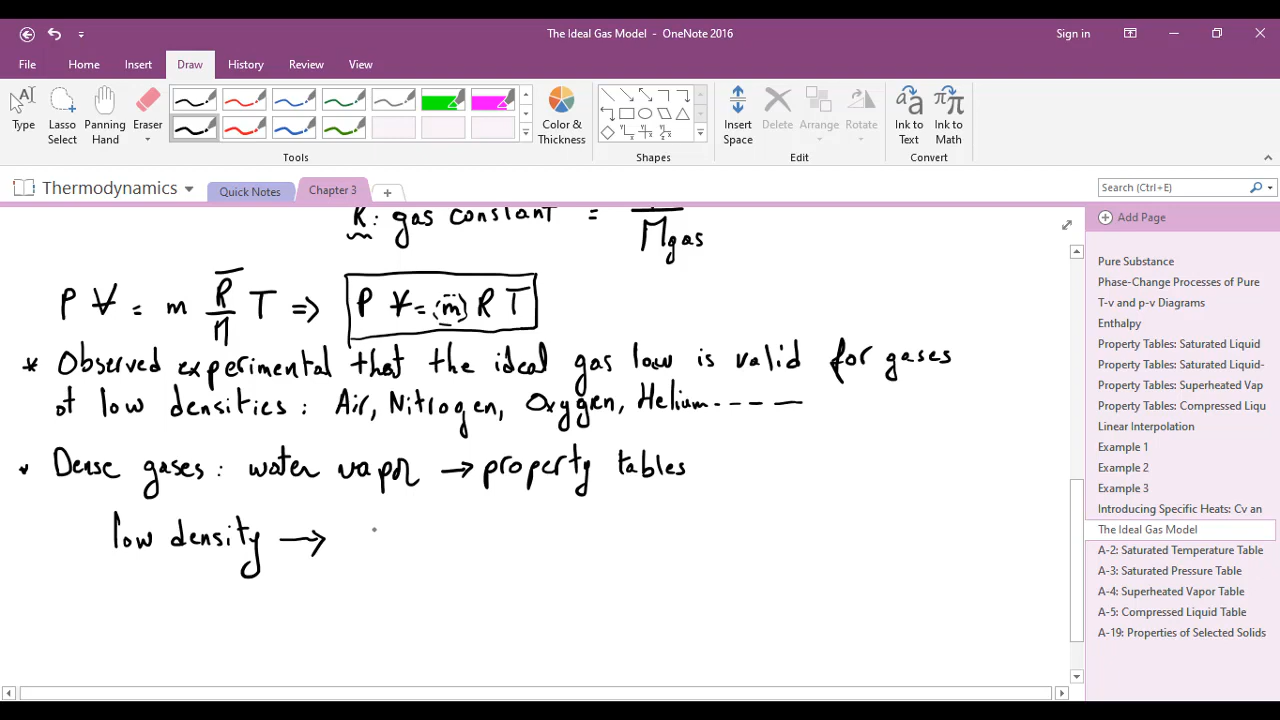 The Ideal Gas Model - OneNote 2016
Sign in
File Home Insert Draw History Review View
Type
Lasso Select
Panning Hand
Eraser
Color & Thickness
Insert Space
Delete
Arrange
Rotate
Ink to Text
Ink to Math
Tools
Shapes
Edit
Convert
Thermodynamics
Quick Notes
Chapter 3
Search (Ctrl+E)
Add Page
R: gas constant =
Mgas
P V = m R̅/M T => P V = m R T
* Observed experimental that the ideal gas low is valid for gases
at low densities : Air, Nitrogen, Oxygen, Helium-----
* Dense gases : water vapor → property tables
low density →
Pure Substance
Phase-Change Processes of Pure
T-v and p-v Diagrams
Enthalpy
Property Tables: Saturated Liquid
Property Tables: Saturated Liquid-
Property Tables: Superheated Vap
Property Tables: Compressed Liqu
Linear Interpolation
Example 1
Example 2
Example 3
Introducing Specific Heats: Cv an
The Ideal Gas Model
A-2: Saturated Temperature Table
A-3: Saturated Pressure Table
A-4: Superheated Vapor Table
A-5: Compressed Liquid Table
A-19: Properties of Selected Solids